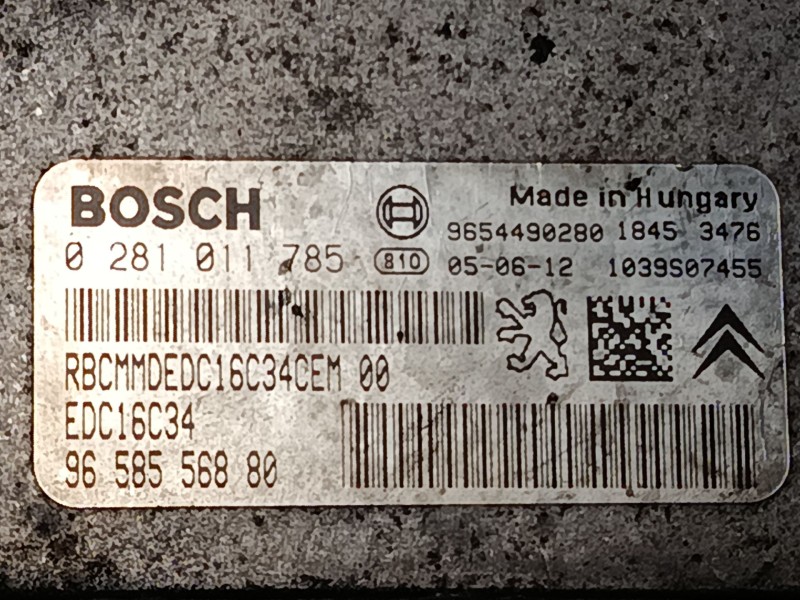 BOSCH
Made in Hungary
9654490280 1845 3476
0 281 011 785 810 05-06-12 1039S07455
RBCMMDEDC16C34CEM 00
EDC16C34
96 585 568 80